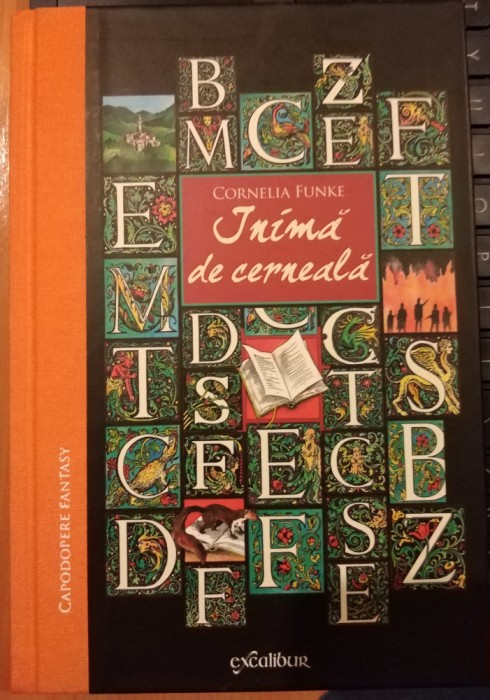 B Z
M C E F
CORNELIA FUNKE
Inimă
de cerneală
E T
M
D C C
T S T S
C F E C B
D F S Z
F E
CAPODOPERE FANTASY
excalibur